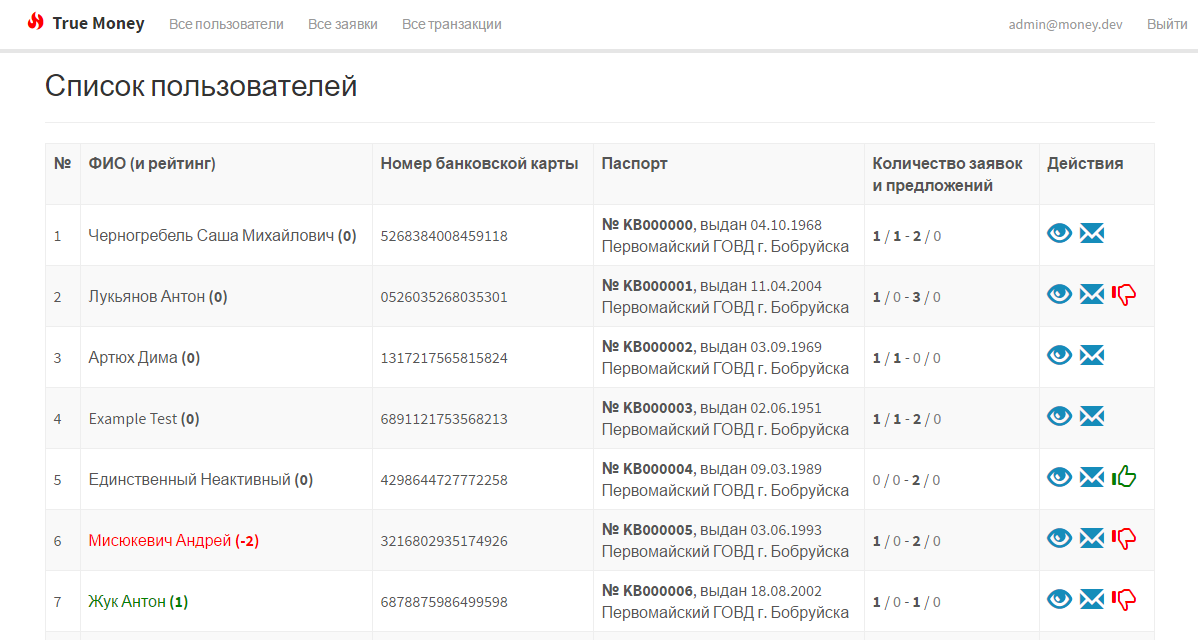 True Money Все пользователи Все заявки Все транзакции admin@money.dev Выйти
Список пользователей
№ ФИО (и рейтинг) Номер банковской карты Паспорт Количество заявок и предложений Действия
1 Черногребель Саша Михайлович (0) 5268384008459118 № KB000000, выдан 04.10.1968 1 / 1 - 2 / 0
Первомайский ГОВД г. Бобруйска
2 Лукьянов Антон (0) 0526035268035301 № KB000001, выдан 11.04.2004 1 / 0 - 3 / 0
Первомайский ГОВД г. Бобруйска
3 Артюх Дима (0) 1317217565815824 № KB000002, выдан 03.09.1969 1 / 1 - 0 / 0
Первомайский ГОВД г. Бобруйска
4 Example Test (0) 6891121753568213 № KB000003, выдан 02.06.1951 1 / 1 - 2 / 0
Первомайский ГОВД г. Бобруйска
5 Единственный Неактивный (0) 4298644727772258 № KB000004, выдан 09.03.1989 0 / 0 - 2 / 0
Первомайский ГОВД г. Бобруйска
6 Мисюкевич Андрей (-2) 3216802935174926 № KB000005, выдан 03.06.1993 1 / 0 - 2 / 0
Первомайский ГОВД г. Бобруйска
7 Жук Антон (1) 6878875986499598 № KB000006, выдан 18.08.2002 1 / 0 - 1 / 0
Первомайский ГОВД г. Бобруйска